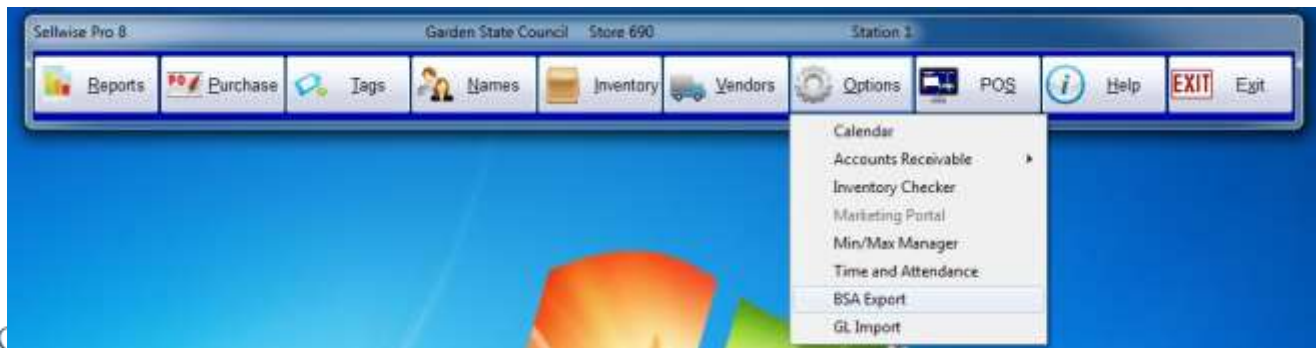 Sellwise Pro 8 Garden State Council Store 690 Station 1
Reports PO Purchase Tags Names Inventory Vendors Options POS Help EXIT Exit
Calendar
Accounts Receivable
Inventory Checker
Marketing Portal
Min/Max Manager
Time and Attendance
BSA Export
GL Import